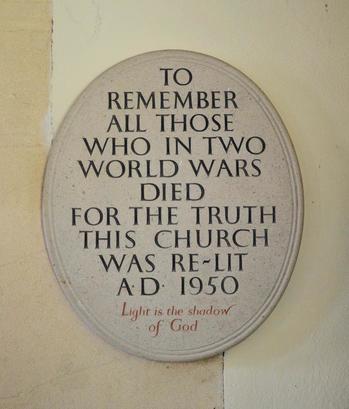 TO
REMEMBER
ALL THOSE
WHO IN TWO
WORLD WARS
DIED
FOR THE TRUTH
THIS CHURCH
WAS RE~LIT
A·D· 1950
Light is the shadow
of God